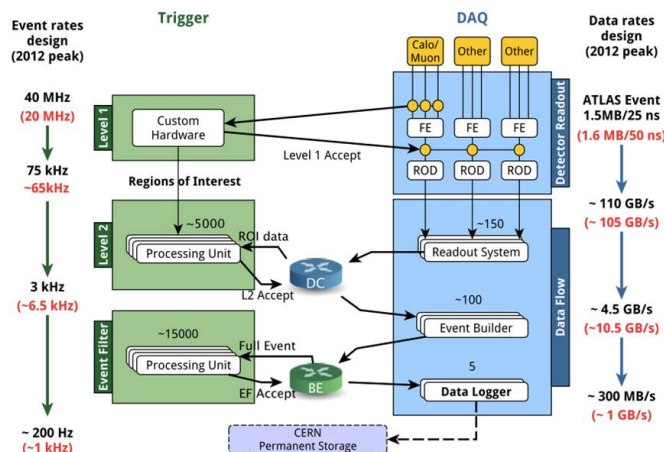 Event rates
design
(2012 peak)
40 MHz
(20 MHz)
75 kHz
~65kHz
3 kHz
(~6.5 kHz)
~ 200 Hz
(~1 kHz)
Trigger
Level 1
Custom
Hardware
Level 1 Accept
Regions of Interest
Level 2
~5000
Processing Unit
ROI data
L2 Accept
DC
Event Filter
~15000
Processing Unit
Full Event
EF Accept
BE
CERN
Permanent Storage
DAQ
Calo/
Muon
Other
Other
FE
FE
FE
ROD
ROD
ROD
Detector Readout
~150
Readout System
~100
Event Builder
5
Data Logger
Data Flow
Data rates
design
(2012 peak)
ATLAS Event
1.5MB/25 ns
(1.6 MB/50 ns)
~ 110 GB/s
(~ 105 GB/s)
~ 4.5 GB/s
(~10.5 GB/s)
~ 300 MB/s
(~ 1 GB/s)